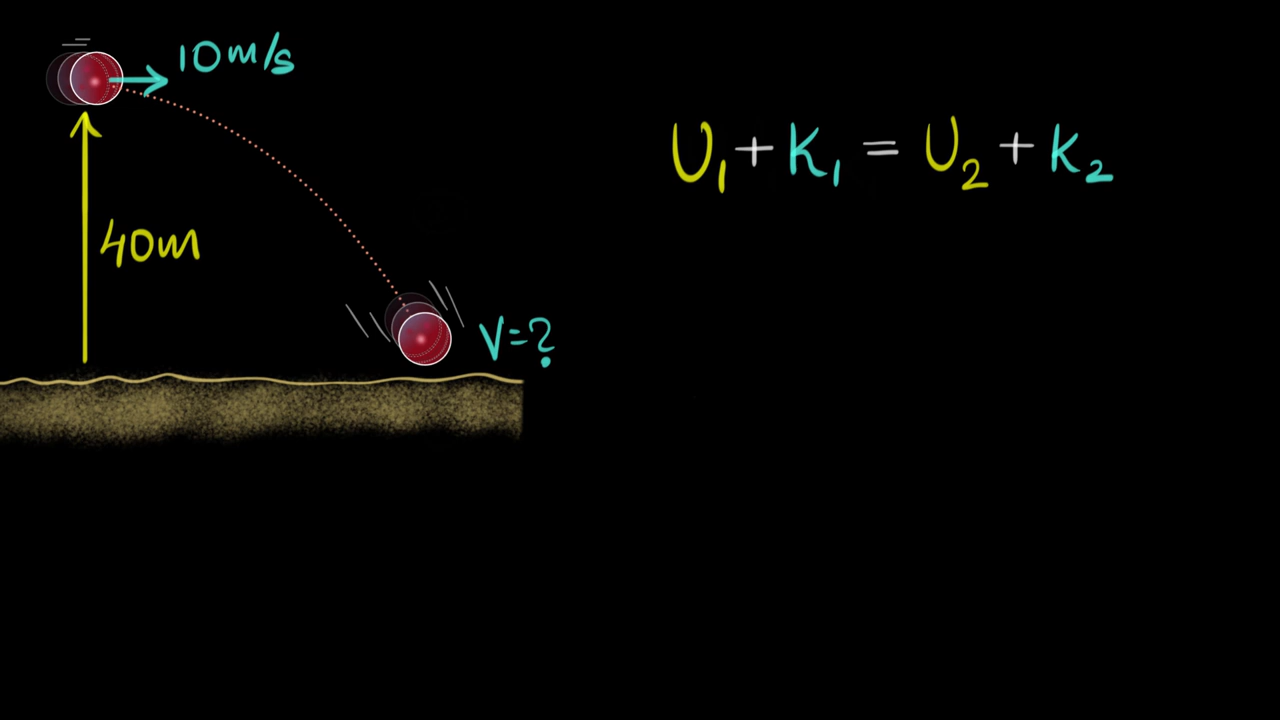 10m/s
U₁ + K₁ = U₂ + K₂
40m
V=?